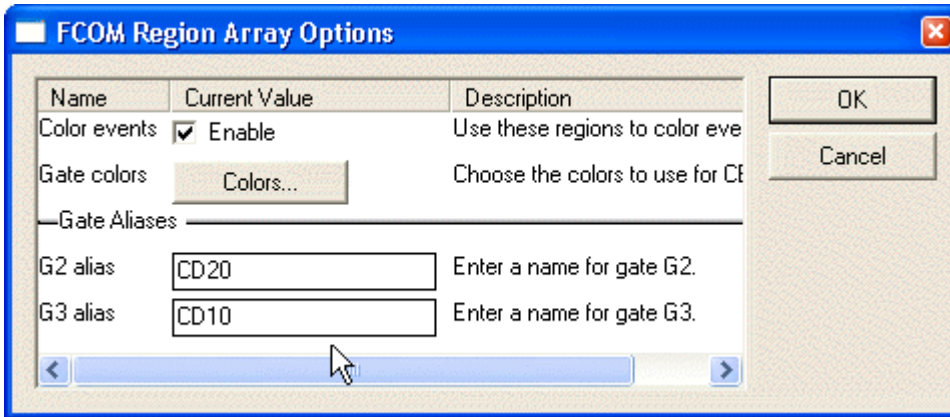 FCOM Region Array Options
Name Current Value Description
Color events Enable Use these regions to color eve
Gate colors Colors... Choose the colors to use for
Gate Aliases
G2 alias CD20 Enter a name for gate G2.
G3 alias CD10 Enter a name for gate G3.
OK
Cancel